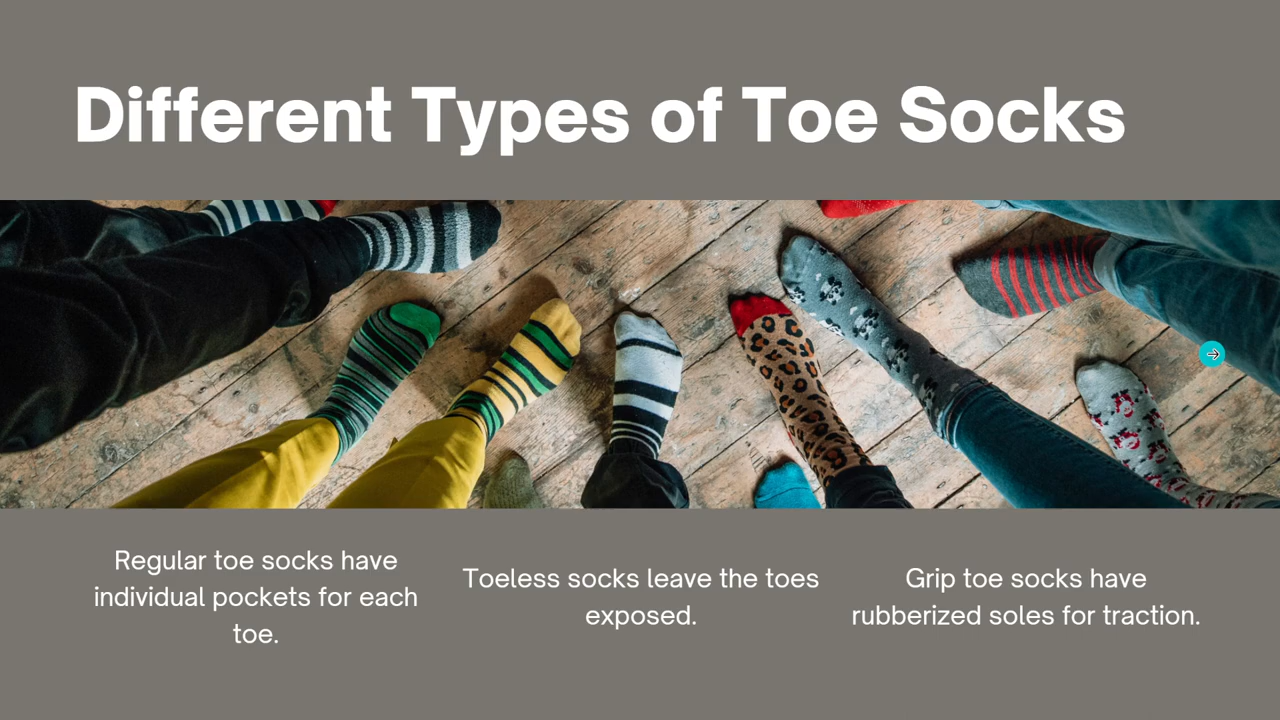 Different Types of Toe Socks
Regular toe socks have
individual pockets for each
toe.
Toeless socks leave the toes
exposed.
Grip toe socks have
rubberized soles for traction.